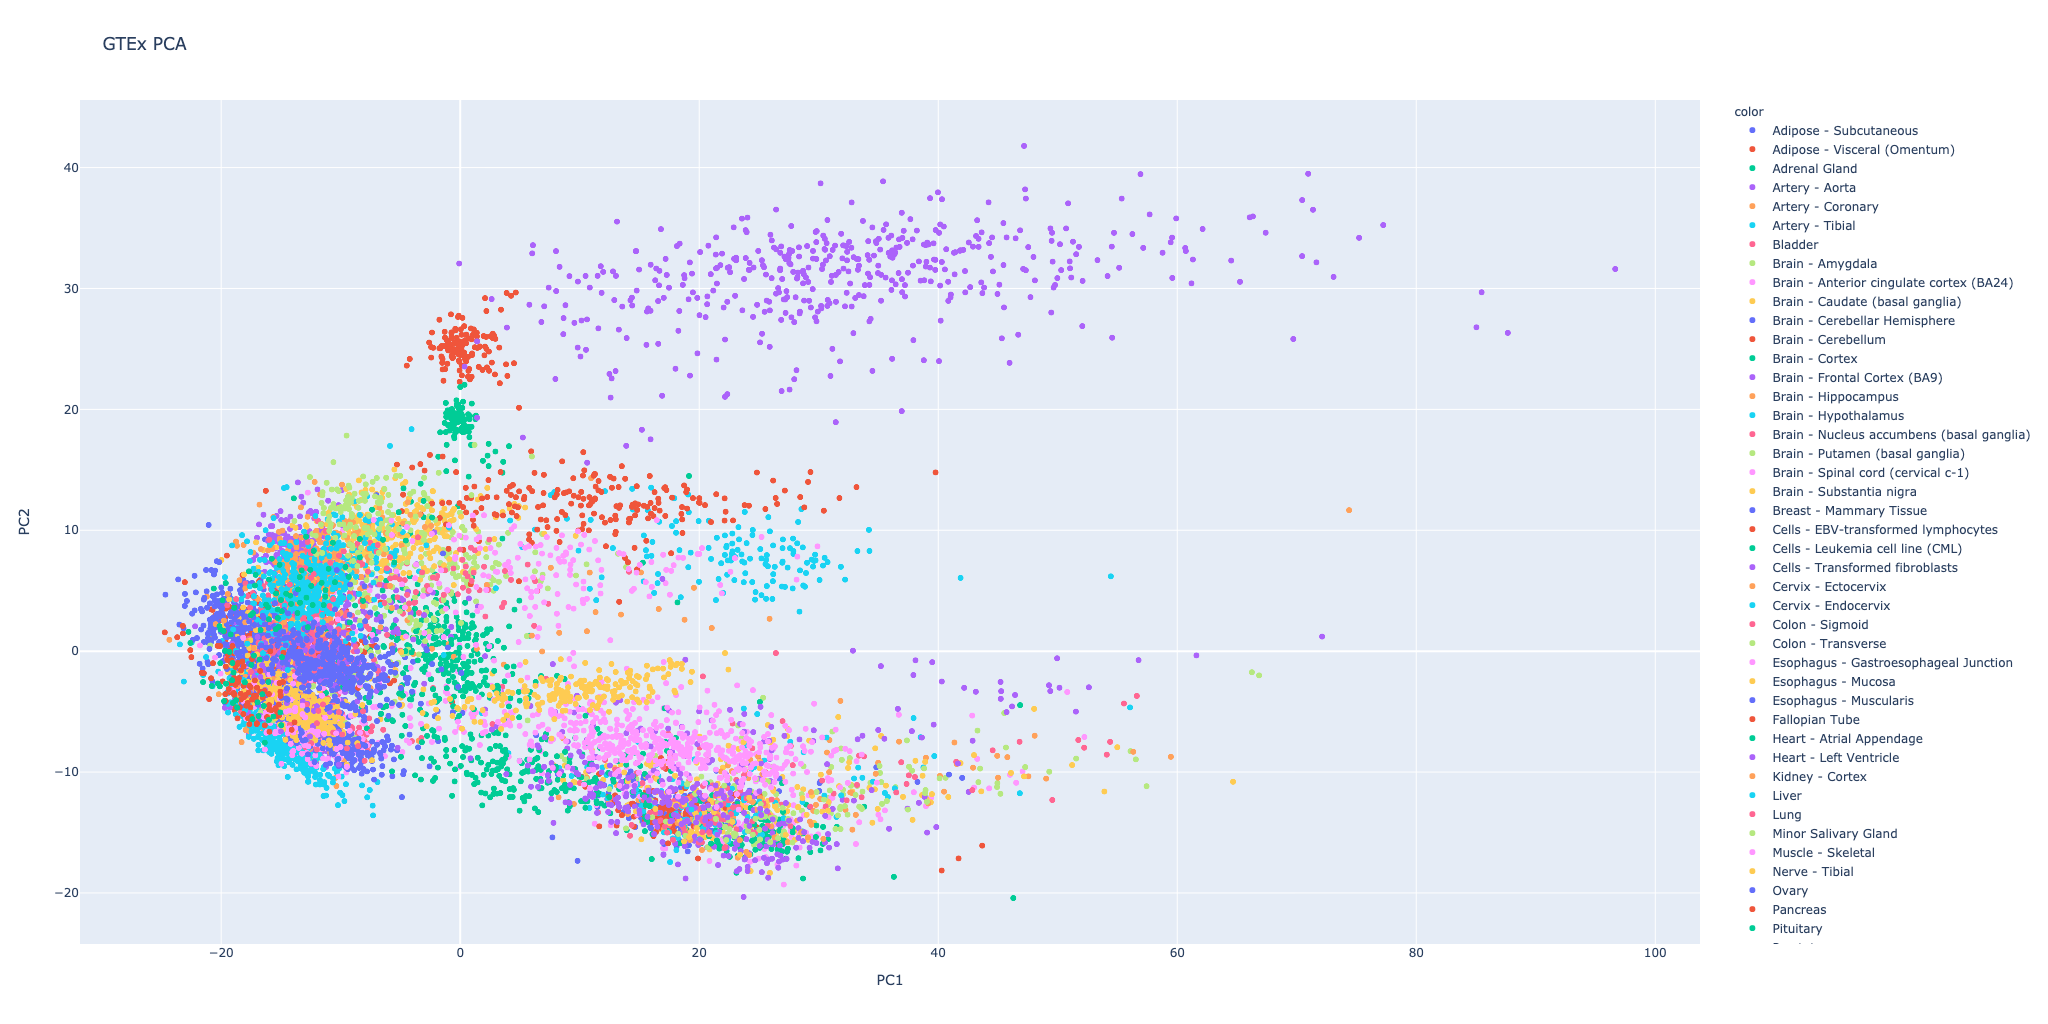 GTEx PCA
color
Adipose - Subcutaneous
Adipose - Visceral (Omentum)
Adrenal Gland
Artery - Aorta
Artery - Coronary
Artery - Tibial
Bladder
Brain - Amygdala
Brain - Anterior cingulate cortex (BA24)
Brain - Caudate (basal ganglia)
Brain - Cerebellar Hemisphere
Brain - Cerebellum
Brain - Cortex
Brain - Frontal Cortex (BA9)
Brain - Hippocampus
Brain - Hypothalamus
Brain - Nucleus accumbens (basal ganglia)
Brain - Putamen (basal ganglia)
Brain - Spinal cord (cervical c-1)
Brain - Substantia nigra
Breast - Mammary Tissue
Cells - EBV-transformed lymphocytes
Cells - Leukemia cell line (CML)
Cells - Transformed fibroblasts
Cervix - Ectocervix
Cervix - Endocervix
Colon - Sigmoid
Colon - Transverse
Esophagus - Gastroesophageal Junction
Esophagus - Mucosa
Esophagus - Muscularis
Fallopian Tube
Heart - Atrial Appendage
Heart - Left Ventricle
Kidney - Cortex
Liver
Lung
Minor Salivary Gland
Muscle - Skeletal
Nerve - Tibial
Ovary
Pancreas
Pituitary
40
30
20
10
0
−10
−20
PC2
−20 0 20 40 60 80 100
PC1